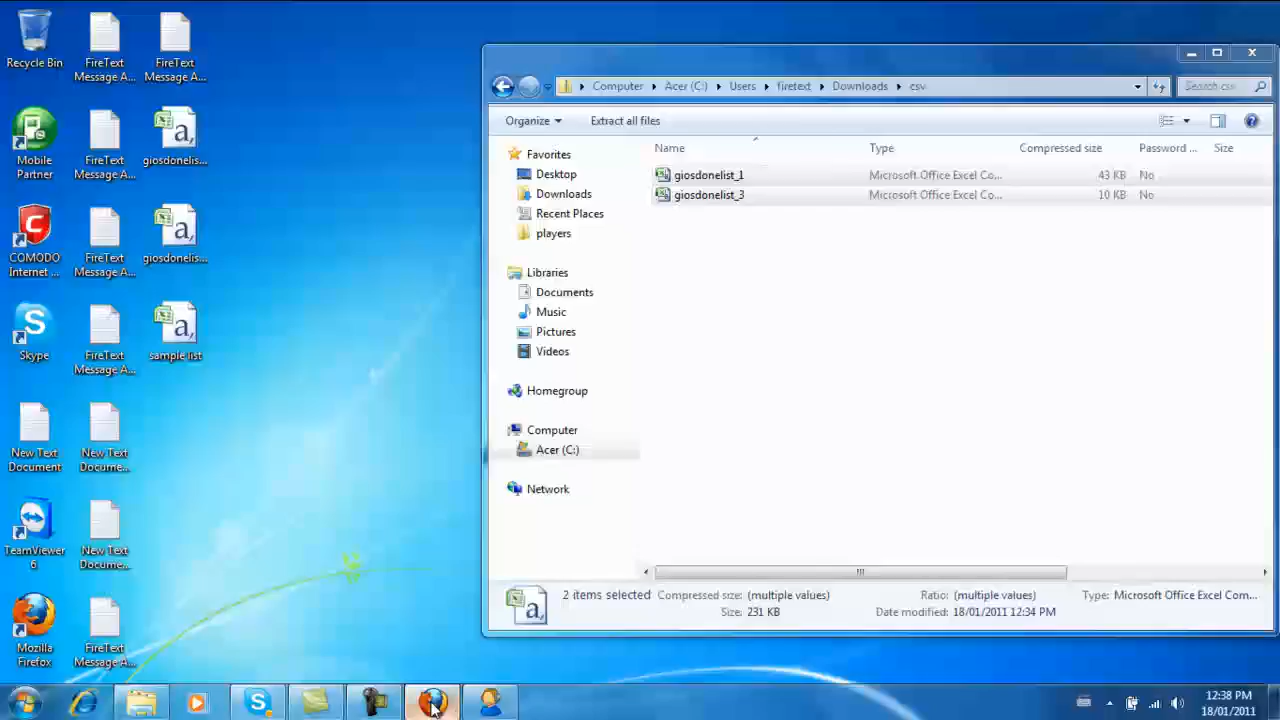 Recycle Bin
FireText
Message A...
FireText
Message A...
Mobile
Partner
FireText
Message A...
giosdonelis...
COMODO
Internet ...
FireText
Message A...
giosdonelis...
Skype
FireText
Message A...
sample list
New Text
Document
New Text
Docume...
TeamViewer
6
New Text
Docume...
Mozilla
Firefox
FireText
Message A...
Computer
Acer (C:)
Users
firetext
Downloads
csv
Search csv
Organize
Extract all files
Name
Type
Compressed size
Password ...
Size
giosdonelist_1
Microsoft Office Excel Co...
43 KB
No
giosdonelist_3
Microsoft Office Excel Co...
10 KB
No
Favorites
Desktop
Downloads
Recent Places
players
Libraries
Documents
Music
Pictures
Videos
Homegroup
Computer
Acer (C:)
Network
2 items selected
Compressed size: (multiple values)
Size: 231 KB
Ratio: (multiple values)
Date modified: 18/01/2011 12:34 PM
Type: Microsoft Office Excel Com...
12:38 PM
18/01/2011